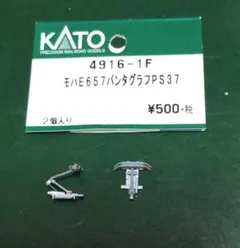 KATO
PRECISION RAILROAD MODELS
4916-1F
モハE657パンタグラフPS37
¥500+税
2個入り